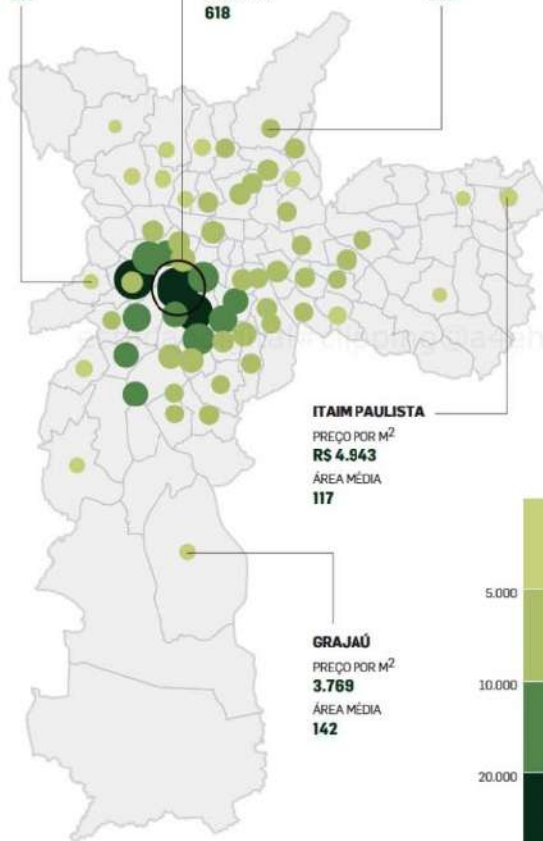 618
ITAIM PAULISTA
PREÇO POR M²
R$ 4.943
ÁREA MÉDIA
117
GRAJAÚ
PREÇO POR M²
3.769
ÁREA MÉDIA
142
5.000
10.000
20.000